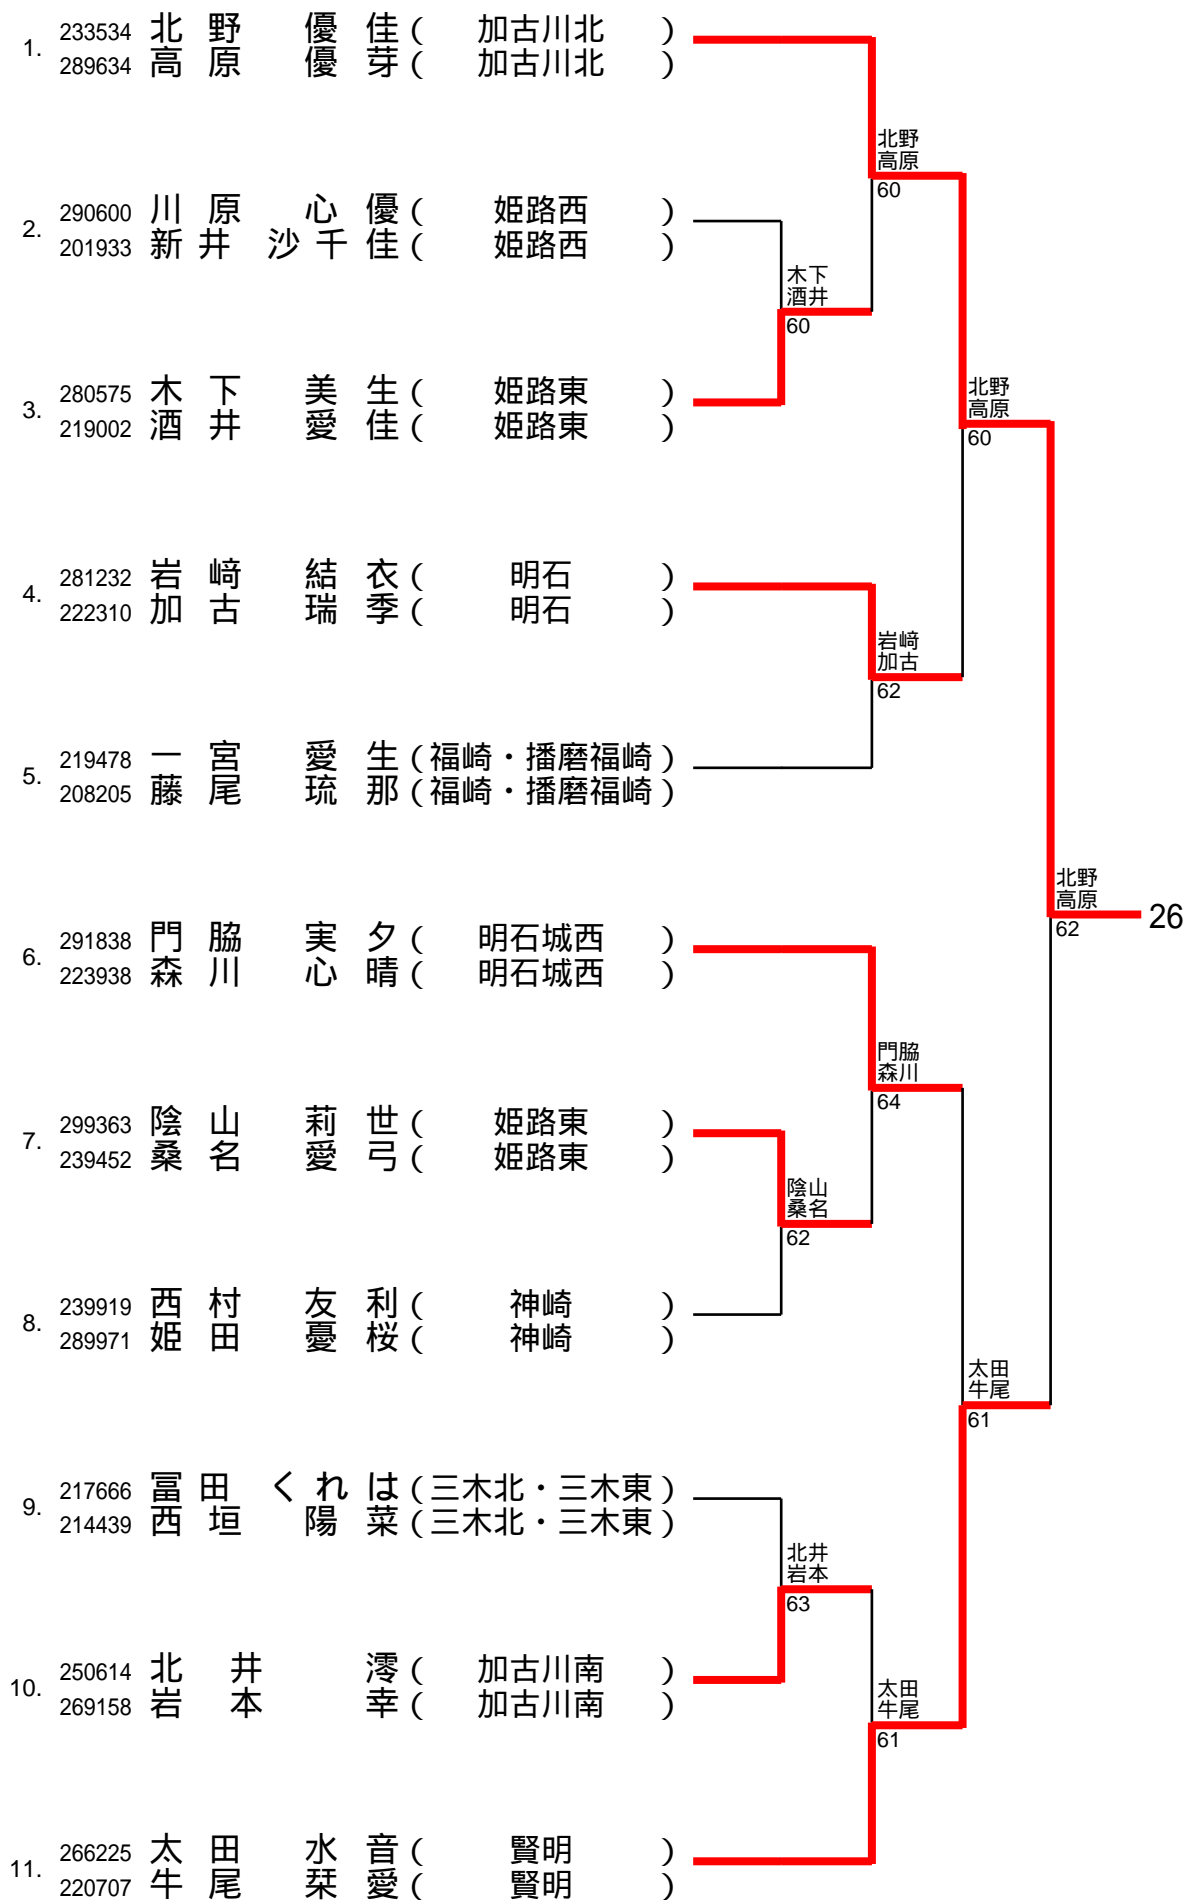 1. 233534 北野 優佳 ( 加古川北 )
289634 高原 優芽 ( 加古川北 )
北野
高原
60
2. 290600 川原 心優 ( 姫路西 )
201933 新井 沙千佳 ( 姫路西 )
木下
酒井
60
3. 280575 木下 美生 ( 姫路東 )
219002 酒井 愛佳 ( 姫路東 )
北野
高原
60
4. 281232 岩﨑 結衣 ( 明石 )
222310 加古 瑞季 ( 明石 )
岩﨑
加古
62
5. 219478 一宮 愛生 (福崎・播磨福崎)
208205 藤尾 琉那 (福崎・播磨福崎)
北野
高原
62
26
6. 291838 門脇 実夕 ( 明石城西 )
223938 森川 心晴 ( 明石城西 )
門脇
森川
64
7. 299363 陰山 莉世 ( 姫路東 )
239452 桑名 愛弓 ( 姫路東 )
陰山
桑名
62
8. 239919 西村 友利 ( 神崎 )
289971 姫田 憂桜 ( 神崎 )
太田
牛尾
61
9. 217666 冨田 くれは (三木北・三木東)
214439 西垣 陽菜 (三木北・三木東)
北井
岩本
63
10. 250614 北井 澪 ( 加古川南 )
269158 岩本 幸 ( 加古川南 )
太田
牛尾
61
11. 266225 太田 水音 ( 賢明 )
220707 牛尾 栞愛 ( 賢明 )